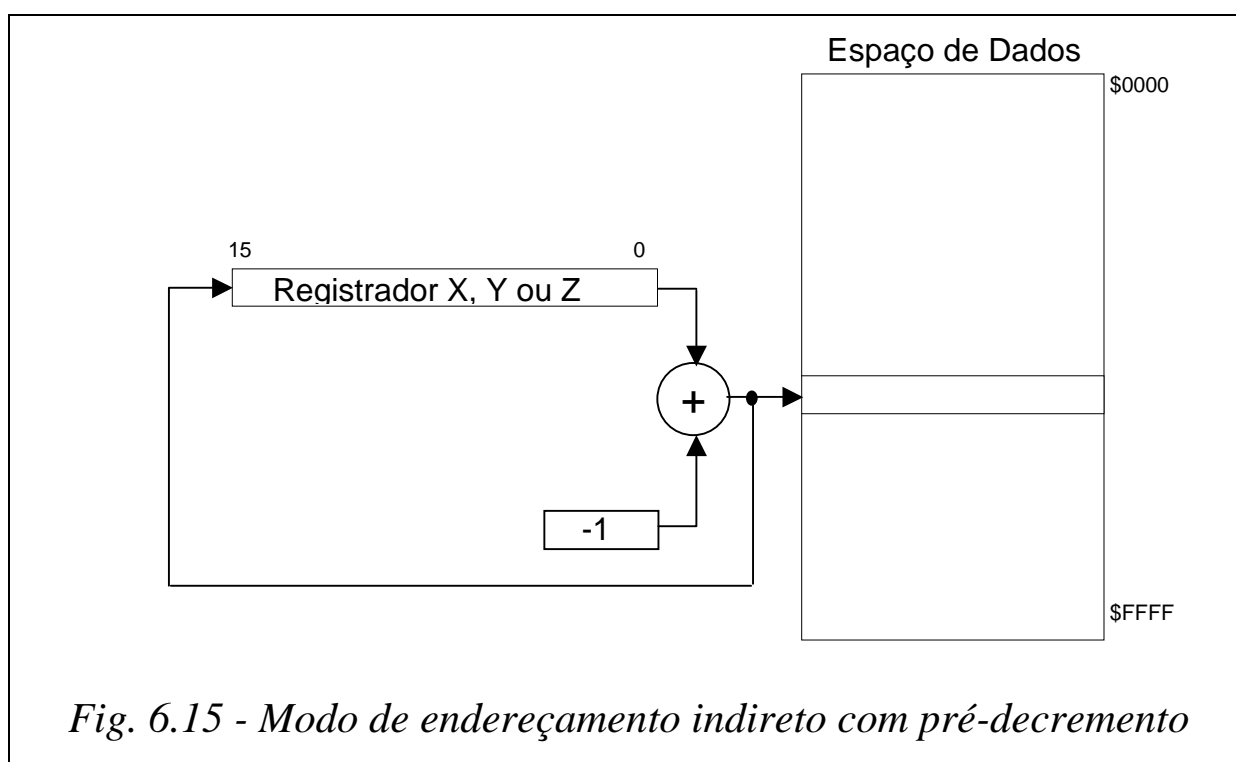 Espaço de Dados
$0000
15
0
Registrador X, Y ou Z
+
-1
$FFFF
Fig. 6.15 - Modo de endereçamento indireto com pré-decremento